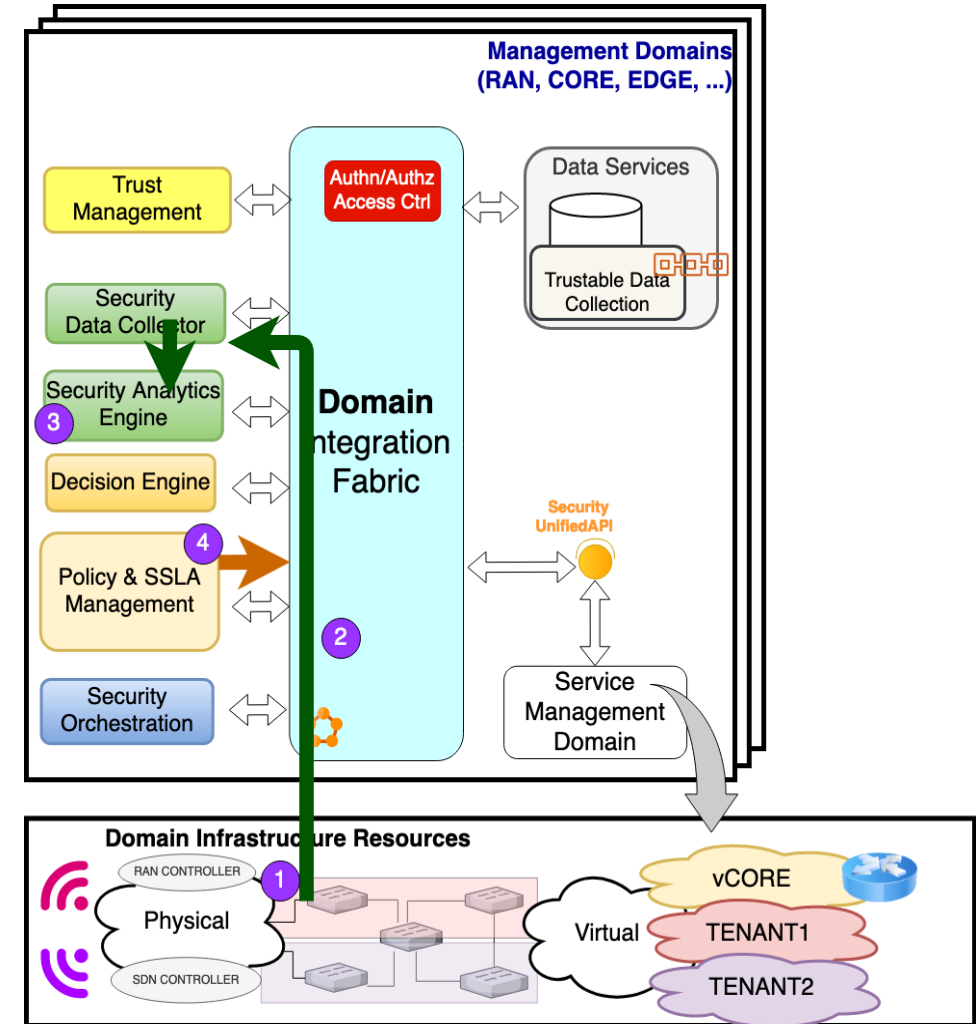 Management Domains
(RAN, CORE, EDGE, ...)
Trust
Management
Authn/Authz
Access Ctrl
Data Services
Trustable Data
Collection
Security
Data Collector
Security Analytics
Engine
3
Domain
Integration
Fabric
Decision Engine
Security
UnifiedAPI
4
Policy & SSLA
Management
2
Security
Orchestration
Service
Management
Domain
Domain Infrastructure Resources
RAN CONTROLLER
1
Physical
SDN CONTROLLER
Virtual
vCORE
TENANT1
TENANT2